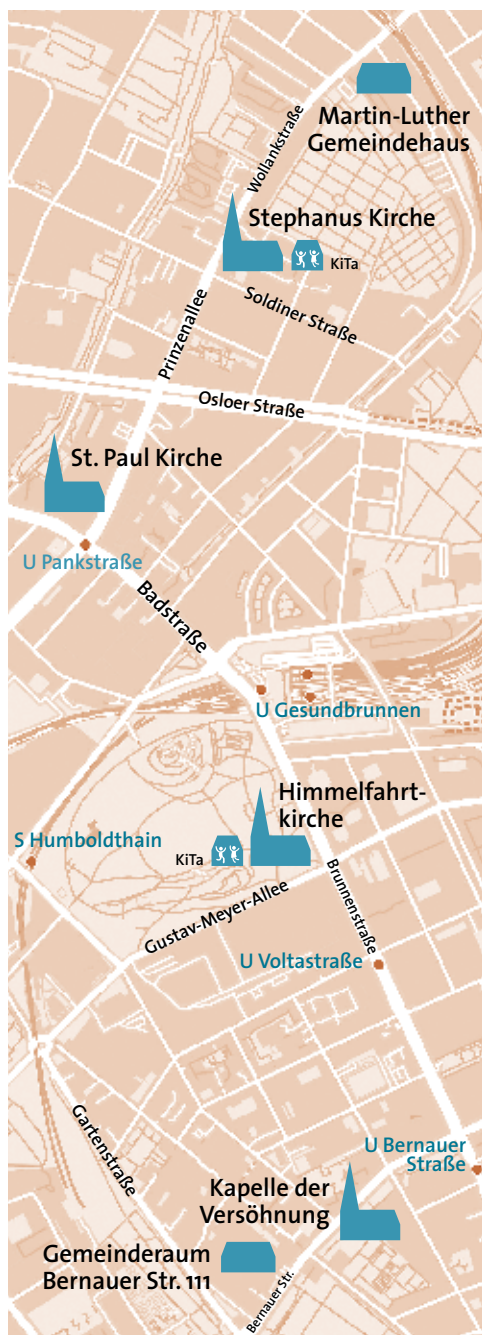 Martin-Luther
Gemeindehaus
Wollankstraße
Stephanus Kirche
KiTa
Soldiner Straße
Prinzenallee
Osloer Straße
St. Paul Kirche
U Pankstraße
Badstraße
U Gesundbrunnen
Himmelfahrt-
kirche
S Humboldthain
KiTa
Gustav-Meyer-Allee
Brunnenstraße
U Voltastraße
Gartenstraße
U Bernauer
Straße
Kapelle der
Versöhnung
Gemeinderaum
Bernauer Str. 111
Bernauer Str.